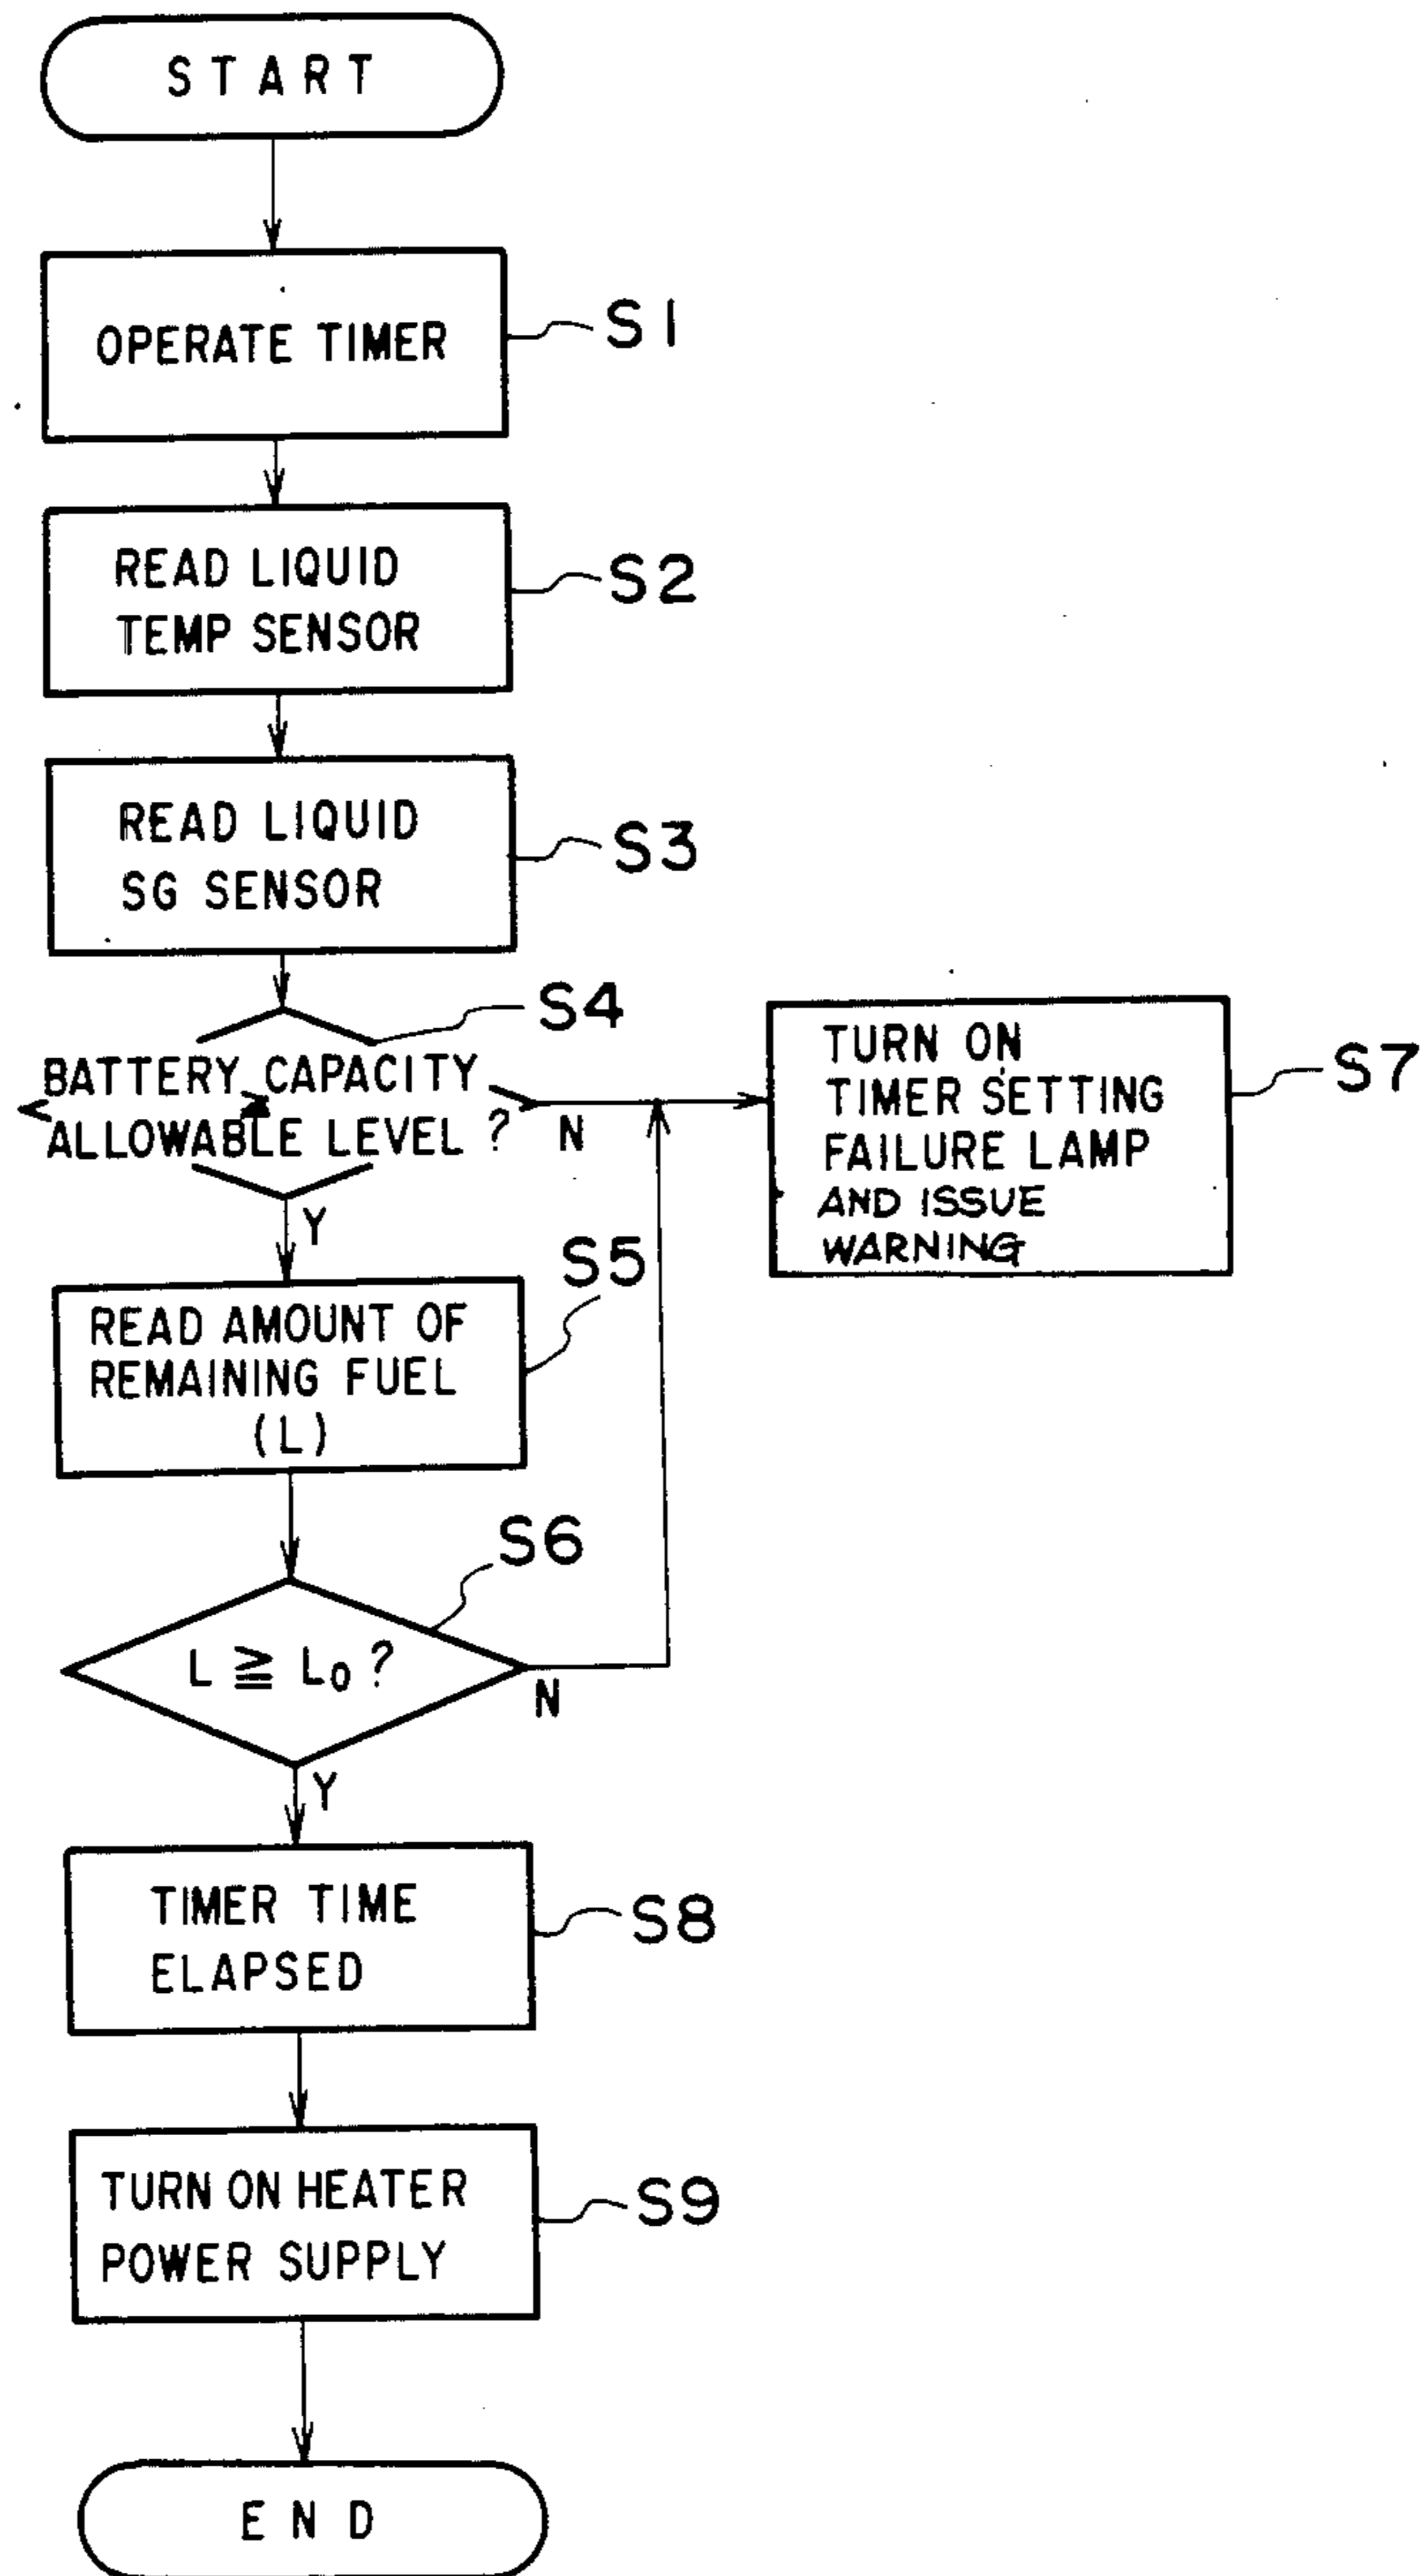 START
OPERATE TIMER
S1
READ LIQUID
TEMP SENSOR
S2
READ LIQUID
SG SENSOR
S3
S4
BATTERY CAPACITY
ALLOWABLE LEVEL ?
N
Y
TURN ON
TIMER SETTING
FAILURE LAMP
AND ISSUE
WARNING
S7
S5
READ AMOUNT OF
REMAINING FUEL
(L)
S6
L ≧ L₀ ?
N
Y
TIMER TIME
ELAPSED
S8
TURN ON HEATER
POWER SUPPLY
S9
END